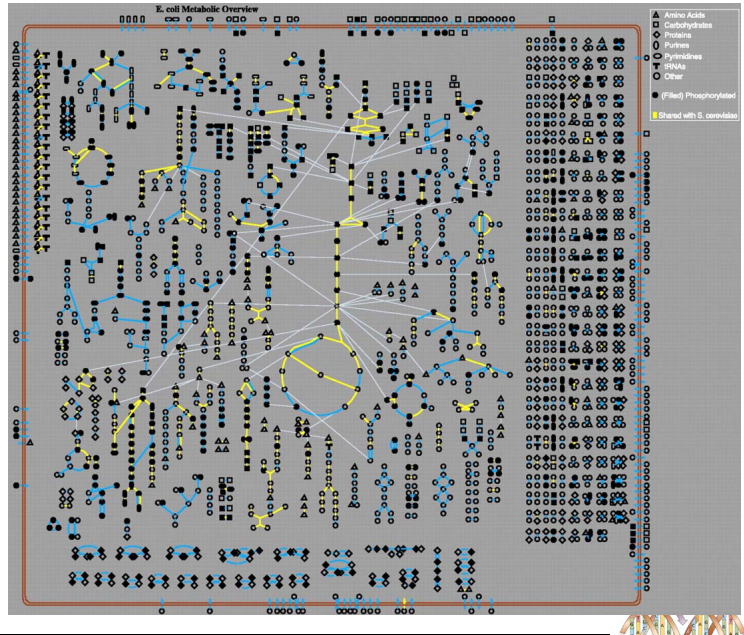 E. coli Metabolic Overview
Amino Acids
Carbohydrates
Proteins
Purines
Pyrimidines
tRNAs
Other
(Filled) Phosphorylated
Shared with S. cerevisiae